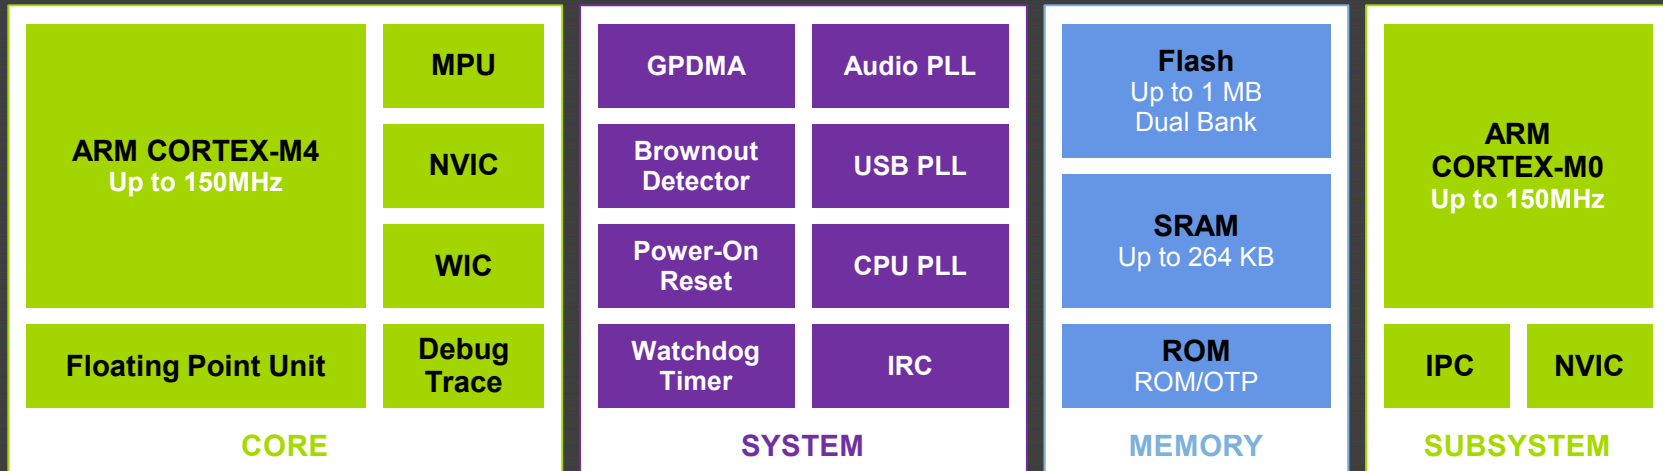 ARM CORTEX-M4
Up to 150MHz
MPU
NVIC
WIC
Floating Point Unit
Debug
Trace
CORE
GPDMA
Audio PLL
Brownout
Detector
USB PLL
Power-On
Reset
CPU PLL
Watchdog
Timer
IRC
SYSTEM
Flash
Up to 1 MB
Dual Bank
SRAM
Up to 264 KB
ROM
ROM/OTP
MEMORY
ARM
CORTEX-M0
Up to 150MHz
IPC
NVIC
SUBSYSTEM